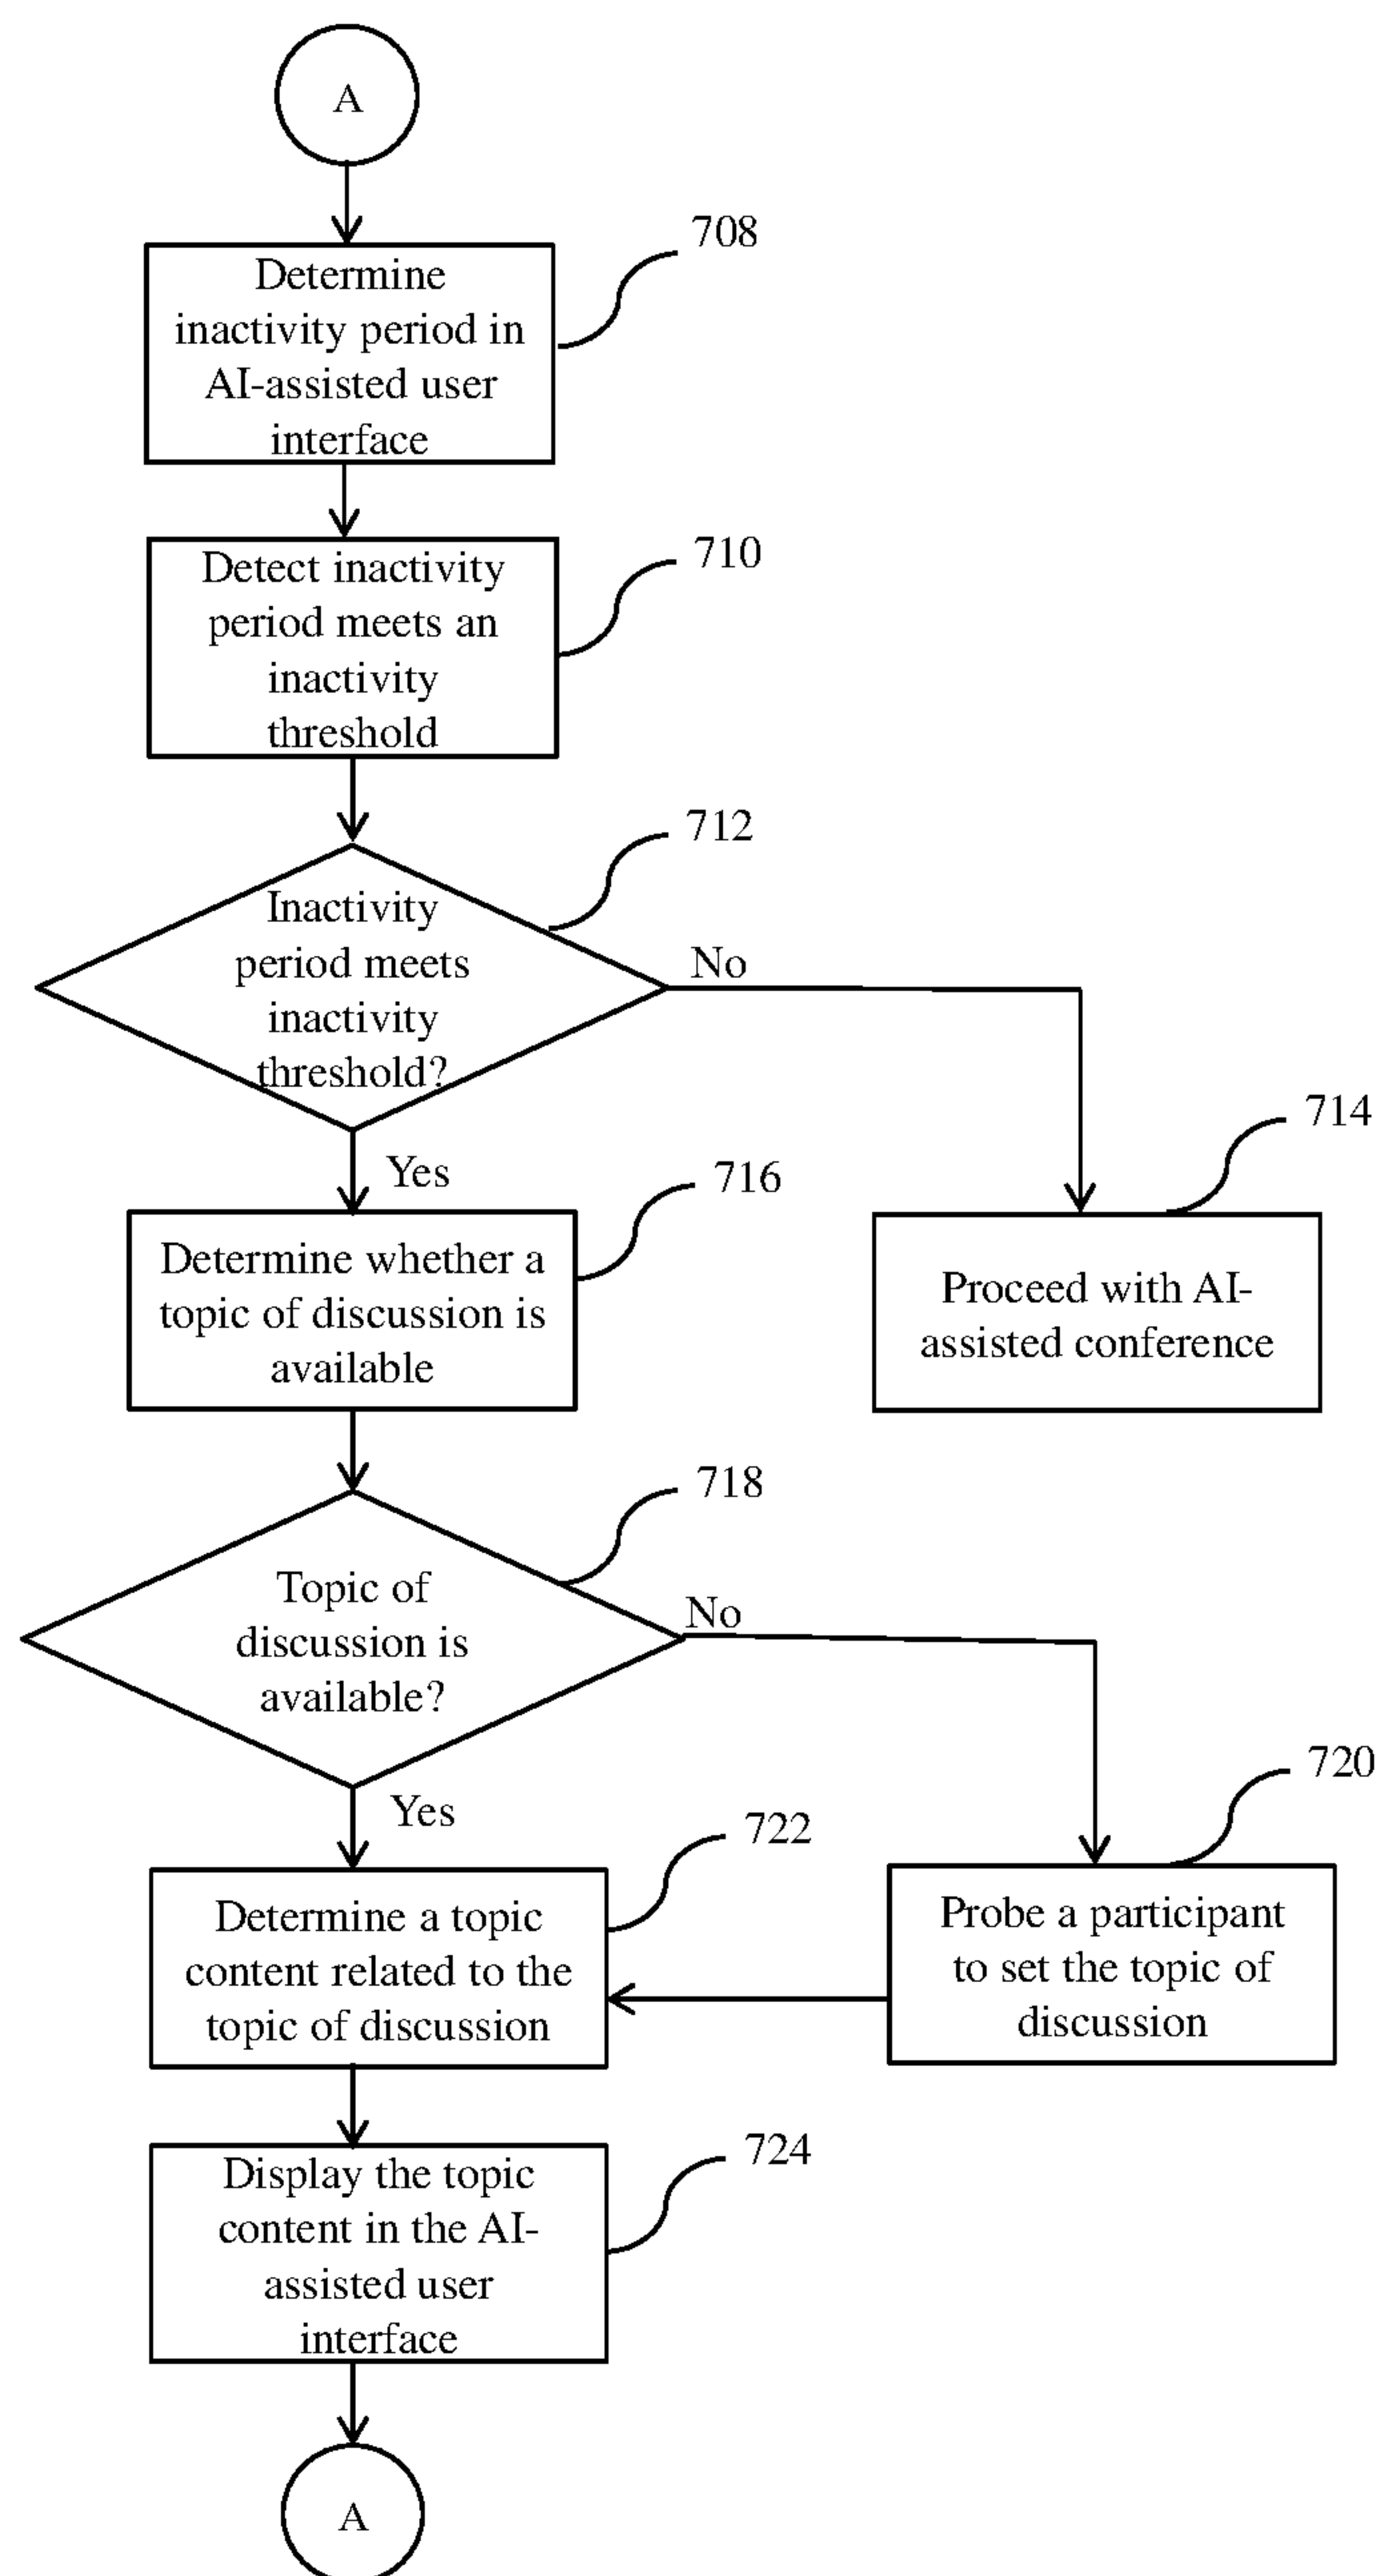 A
708
Determine
inactivity period in
AI-assisted user
interface
710
Detect inactivity
period meets an
inactivity
threshold
712
Inactivity
period meets
inactivity
threshold?
No
Yes
714
Proceed with AI-
assisted conference
716
Determine whether a
topic of discussion is
available
718
Topic of
discussion is
available?
No
Yes
720
Probe a participant
to set the topic of
discussion
722
Determine a topic
content related to the
topic of discussion
724
Display the topic
content in the AI-
assisted user
interface
A